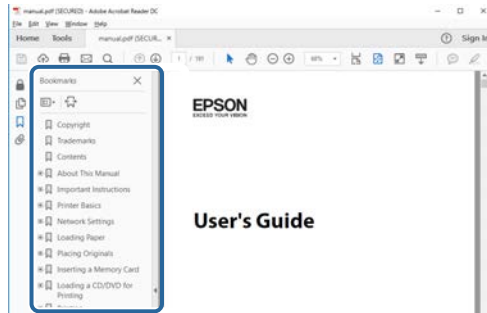 manual.pdf (SECURED) - Adobe Acrobat Reader DC
File Edit View Window Help
Home Tools manual.pdf (SECUR... ×
Sign In
1 / 181
Bookmarks
Copyright
Trademarks
Contents
About This Manual
Important Instructions
Printer Basics
Network Settings
Loading Paper
Placing Originals
Inserting a Memory Card
Loading a CD/DVD for
Printing
EPSON
EXCEED YOUR VISION
User's Guide